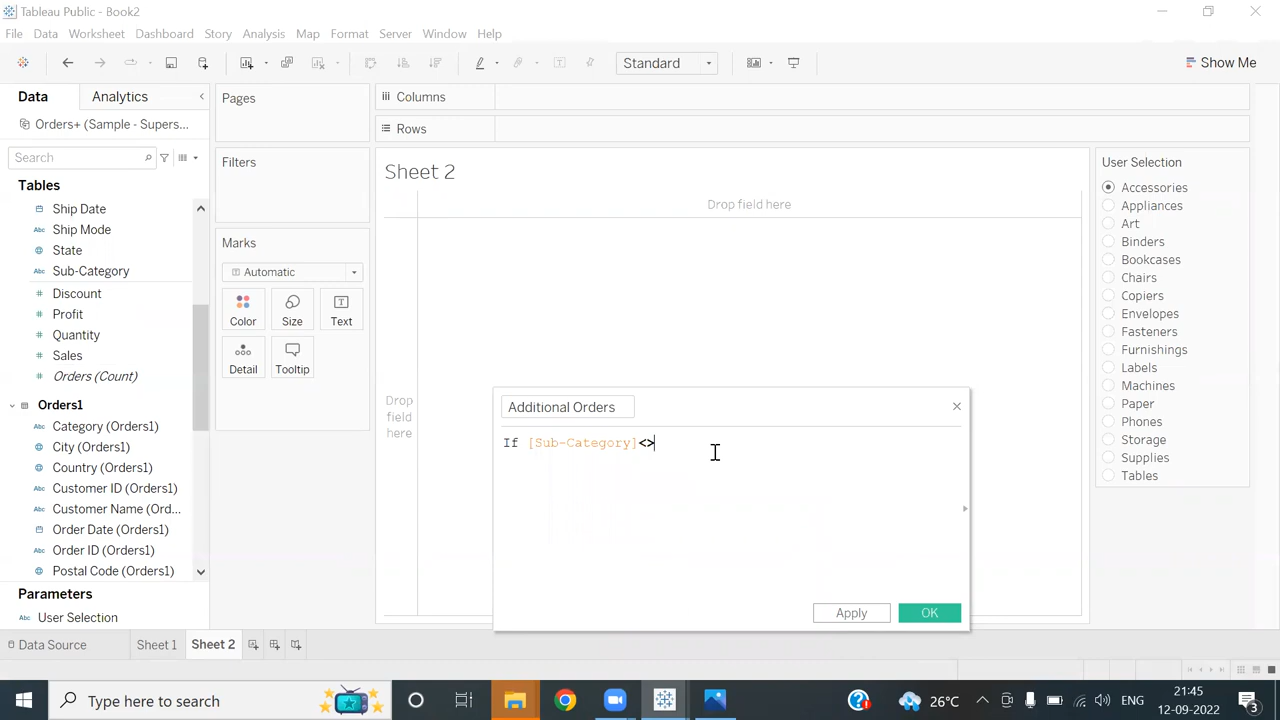 Tableau Public - Book2
File Data Worksheet Dashboard Story Analysis Map Format Server Window Help
Standard
Show Me
Data Analytics
Orders+ (Sample - Supers...
Search
Tables
Ship Date
Ship Mode
State
Sub-Category
Discount
Profit
Quantity
Sales
Orders (Count)
Orders1
Category (Orders1)
City (Orders1)
Country (Orders1)
Customer ID (Orders1)
Customer Name (Ord...
Order Date (Orders1)
Order ID (Orders1)
Postal Code (Orders1)
Parameters
User Selection
Pages
Filters
Marks
Automatic
Color Size Text
Detail Tooltip
Columns
Rows
Sheet 2
Drop field here
Drop
field
here
Additional Orders
If [Sub-Category]<>
Apply OK
User Selection
Accessories
Appliances
Art
Binders
Bookcases
Chairs
Copiers
Envelopes
Fasteners
Furnishings
Labels
Machines
Paper
Phones
Storage
Supplies
Tables
Data Source Sheet 1 Sheet 2
Type here to search
26°C
ENG
21:45
12-09-2022
3